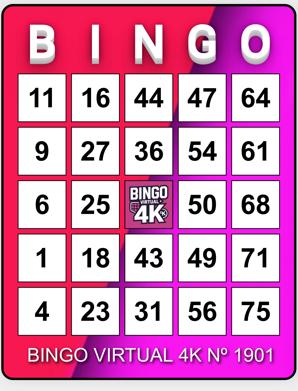 B I N G O
11 16 44 47 64
9 27 36 54 61
6 25 BINGO VIRTUAL 4K 50 68
1 18 43 49 71
4 23 31 56 75
BINGO VIRTUAL 4K Nº 1901